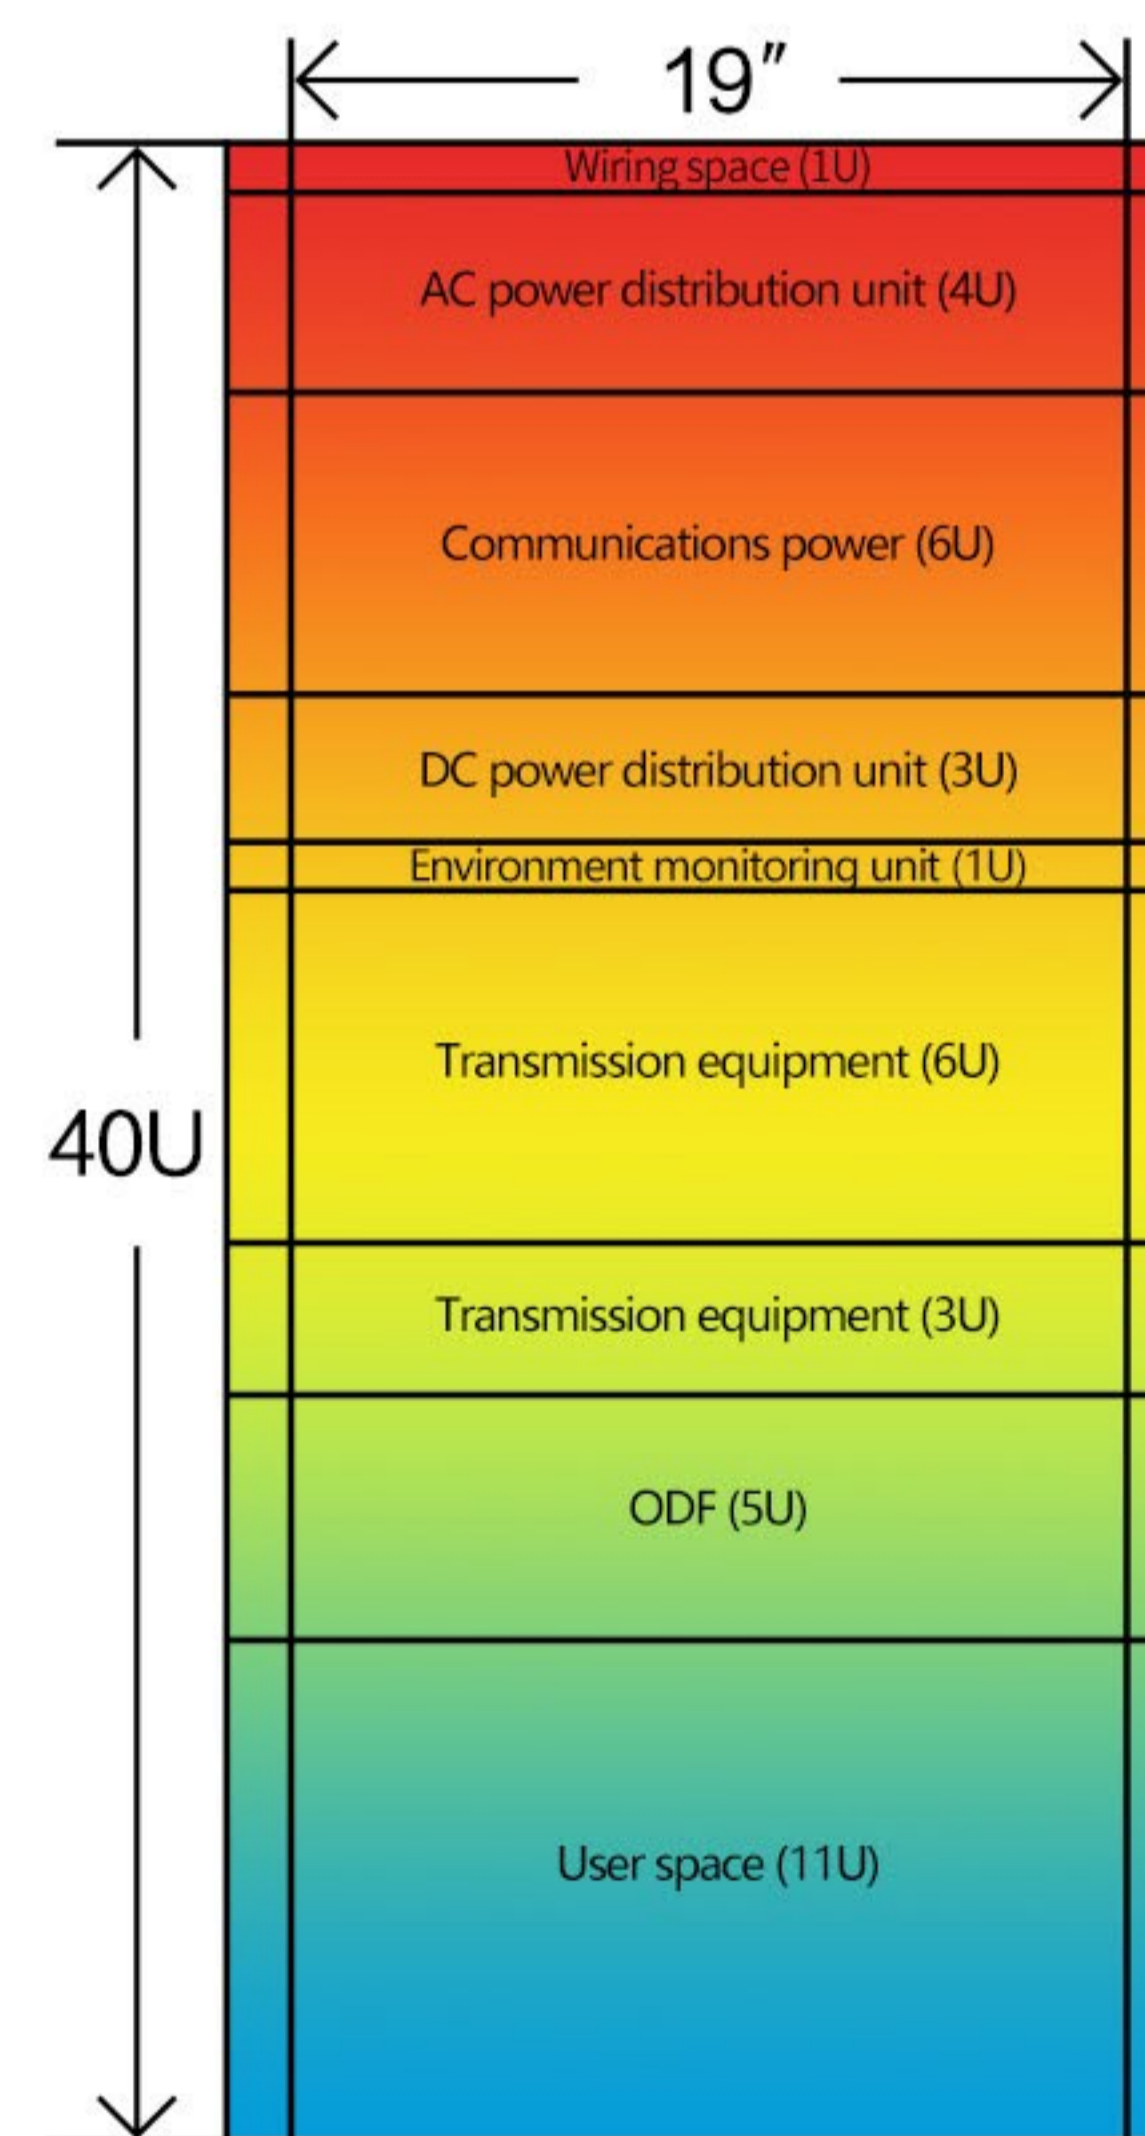 19″
Wiring space (1U)
AC power distribution unit (4U)
Communications power (6U)
DC power distribution unit (3U)
Environment monitoring unit (1U)
Transmission equipment (6U)
40U
Transmission equipment (3U)
ODF (5U)
User space (11U)